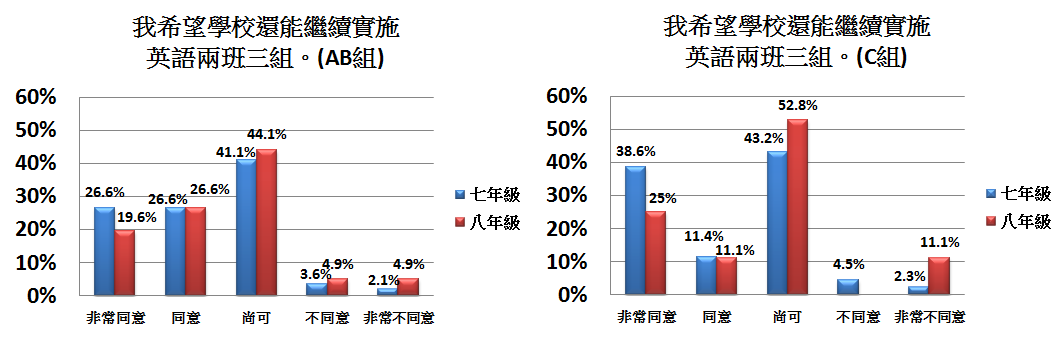 我希望學校還能繼續實施
英語兩班三組。(AB組)
60%
50%
40%
30%
20%
10%
0%
26.6%
19.6%
26.6%
26.6%
41.1%
44.1%
3.6%
4.9%
2.1%
4.9%
非常同意
同意
尚可
不同意
非常不同意
七年級
八年級
我希望學校還能繼續實施
英語兩班三組。(C組)
60%
50%
40%
30%
20%
10%
0%
38.6%
25%
11.4%
11.1%
43.2%
52.8%
4.5%
2.3%
11.1%
非常同意
同意
尚可
不同意
非常不同意
七年級
八年級